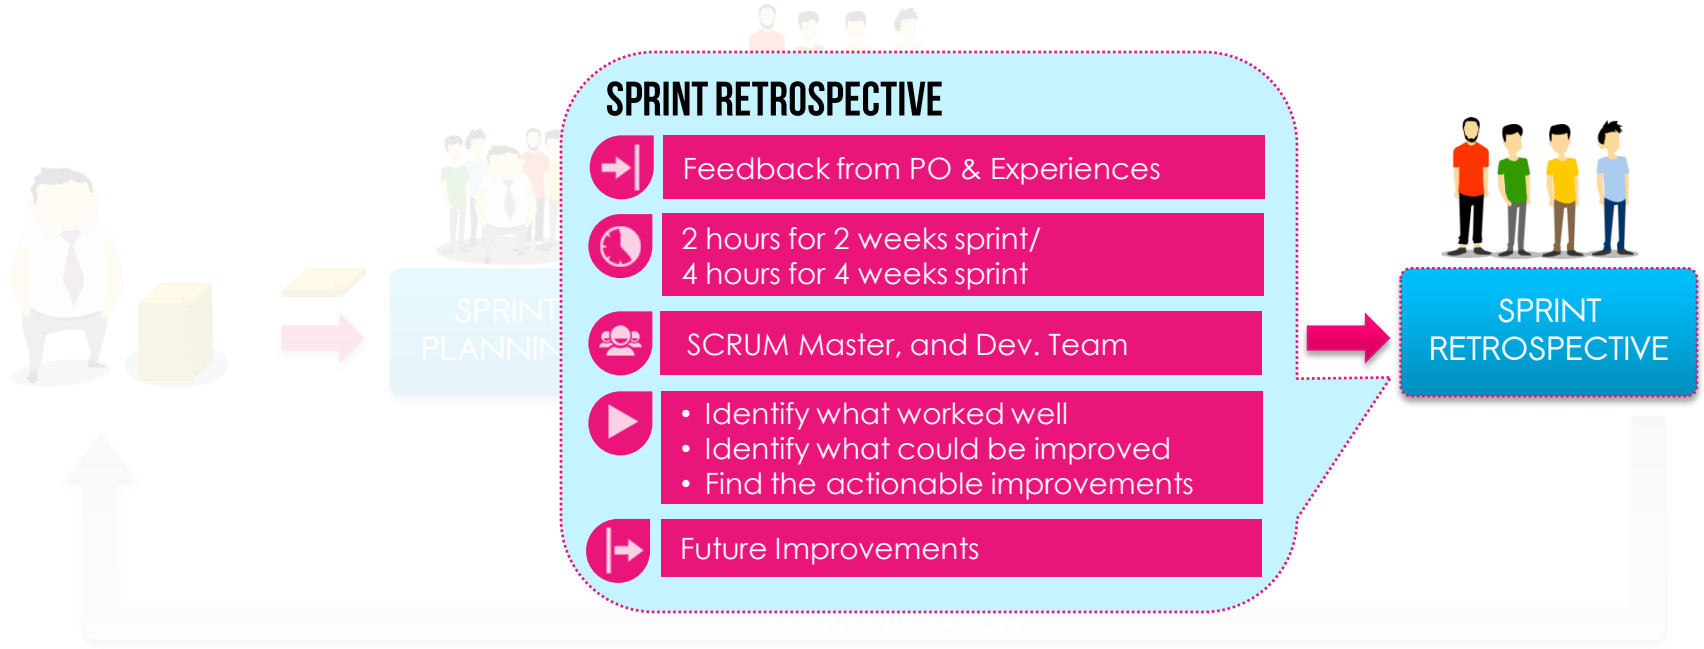 SPRINT RETROSPECTIVE
Feedback from PO & Experiences
2 hours for 2 weeks sprint/
4 hours for 4 weeks sprint
SCRUM Master, and Dev. Team
• Identify what worked well
• Identify what could be improved
• Find the actionable improvements
Future Improvements
SPRINT
PLANNIN
SPRINT
RETROSPECTIVE